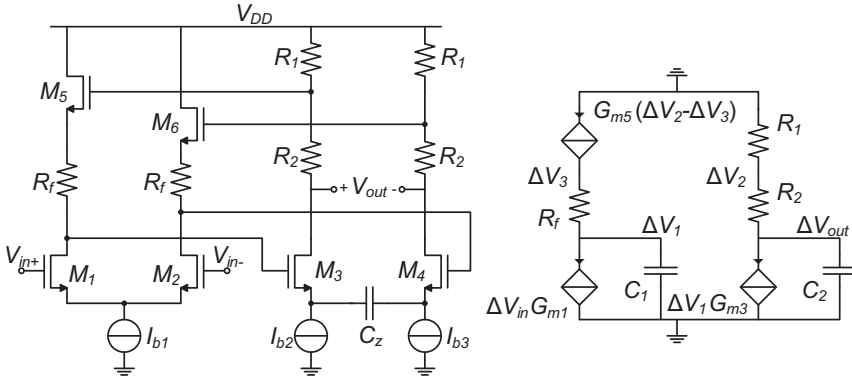 V_DD
R_1
R_1
M_5
M_6
R_2
R_2
R_f
R_f
+ V_out -
V_in+
M_1
M_2
V_in-
M_3
M_4
I_b1
I_b2
C_z
I_b3
G_m5 (ΔV_2-ΔV_3)
R_1
ΔV_3
ΔV_2
R_f
R_2
ΔV_1
ΔV_out
C_1
C_2
ΔV_in G_m1
ΔV_1 G_m3